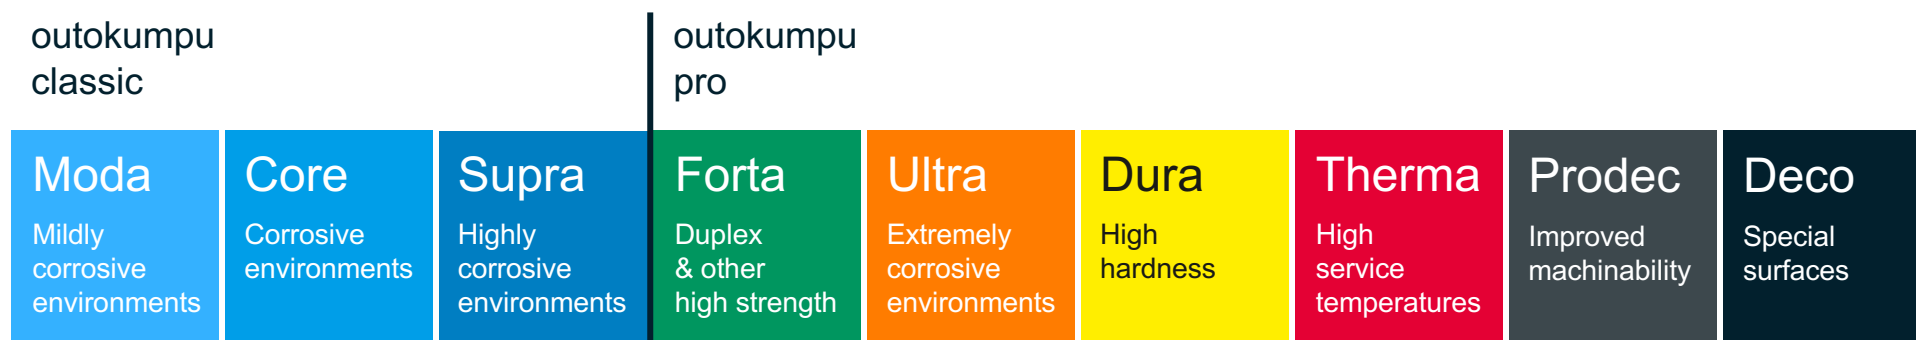 outokumpu
classic
outokumpu
pro
Moda
Mildly
corrosive
environments
Core
Corrosive
environments
Supra
Highly
corrosive
environments
Forta
Duplex
& other
high strength
Ultra
Extremely
corrosive
environments
Dura
High
hardness
Therma
High
service
temperatures
Prodec
Improved
machinability
Deco
Special
surfaces